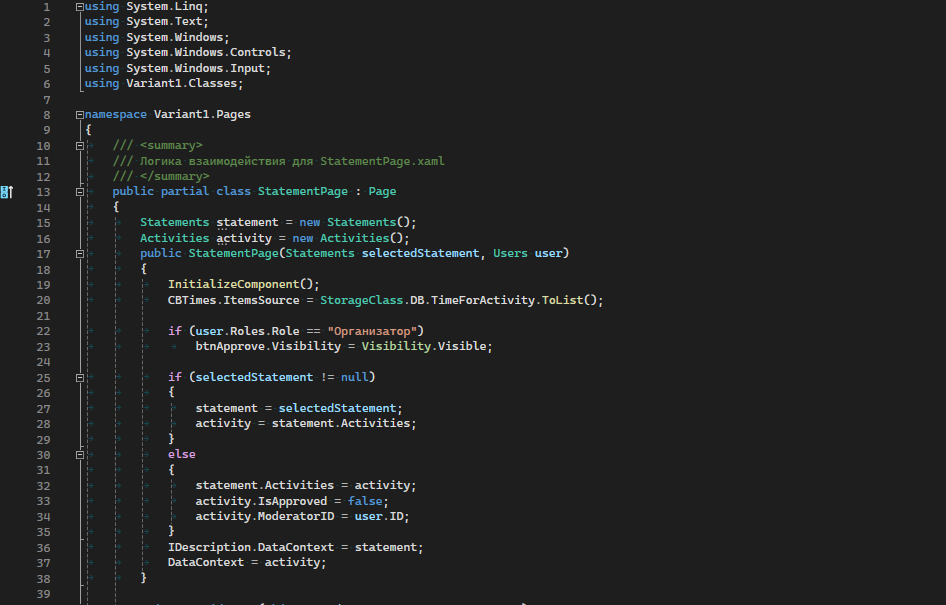 1 using System.Linq;
2 using System.Text;
3 using System.Windows;
4 using System.Windows.Controls;
5 using System.Windows.Input;
6 using Variant1.Classes;
7
8 namespace Variant1.Pages
9 {
10 /// <summary>
11 /// Логика взаимодействия для StatementPage.xaml
12 /// </summary>
13 public partial class StatementPage : Page
14 {
15 Statements statement = new Statements();
16 Activities activity = new Activities();
17 public StatementPage(Statements selectedStatement, Users user)
18 {
19 InitializeComponent();
20 CBTimes.ItemsSource = StorageClass.DB.TimeForActivity.ToList();
21
22 if (user.Roles.Role == "Организатор")
23 btnApprove.Visibility = Visibility.Visible;
24
25 if (selectedStatement != null)
26 {
27 statement = selectedStatement;
28 activity = statement.Activities;
29 }
30 else
31 {
32 statement.Activities = activity;
33 activity.IsApproved = false;
34 activity.ModeratorID = user.ID;
35 }
36 IDescription.DataContext = statement;
37 DataContext = activity;
38 }
39